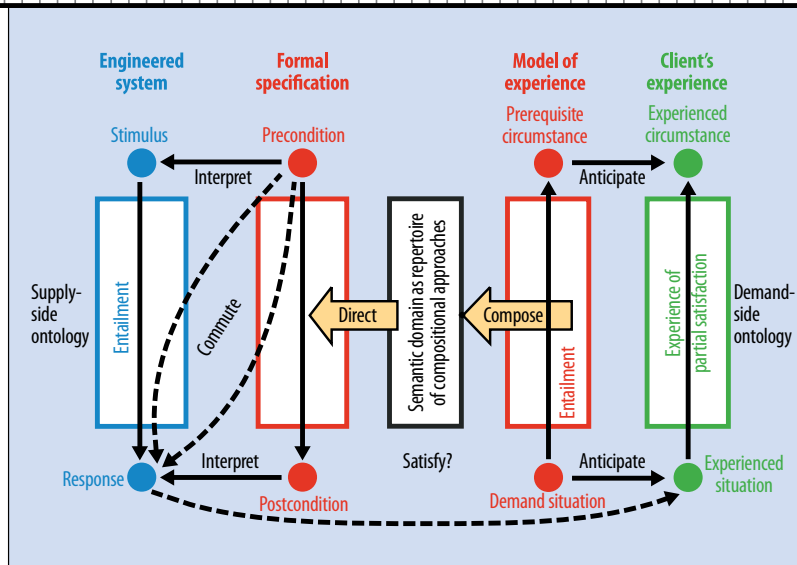 Engineered
system
Formal
specification
Model of
experience
Client's
experience
Stimulus
Precondition
Prerequisite
circumstance
Experienced
circumstance
Interpret
Anticipate
Supply-
side
ontology
Entailment
Commute
Direct
Semantic domain as repertoire
of compositional approaches
Compose
Entailment
Experience of
partial satisfaction
Demand-
side
ontology
Response
Interpret
Postcondition
Satisfy?
Demand situation
Anticipate
Experienced
situation